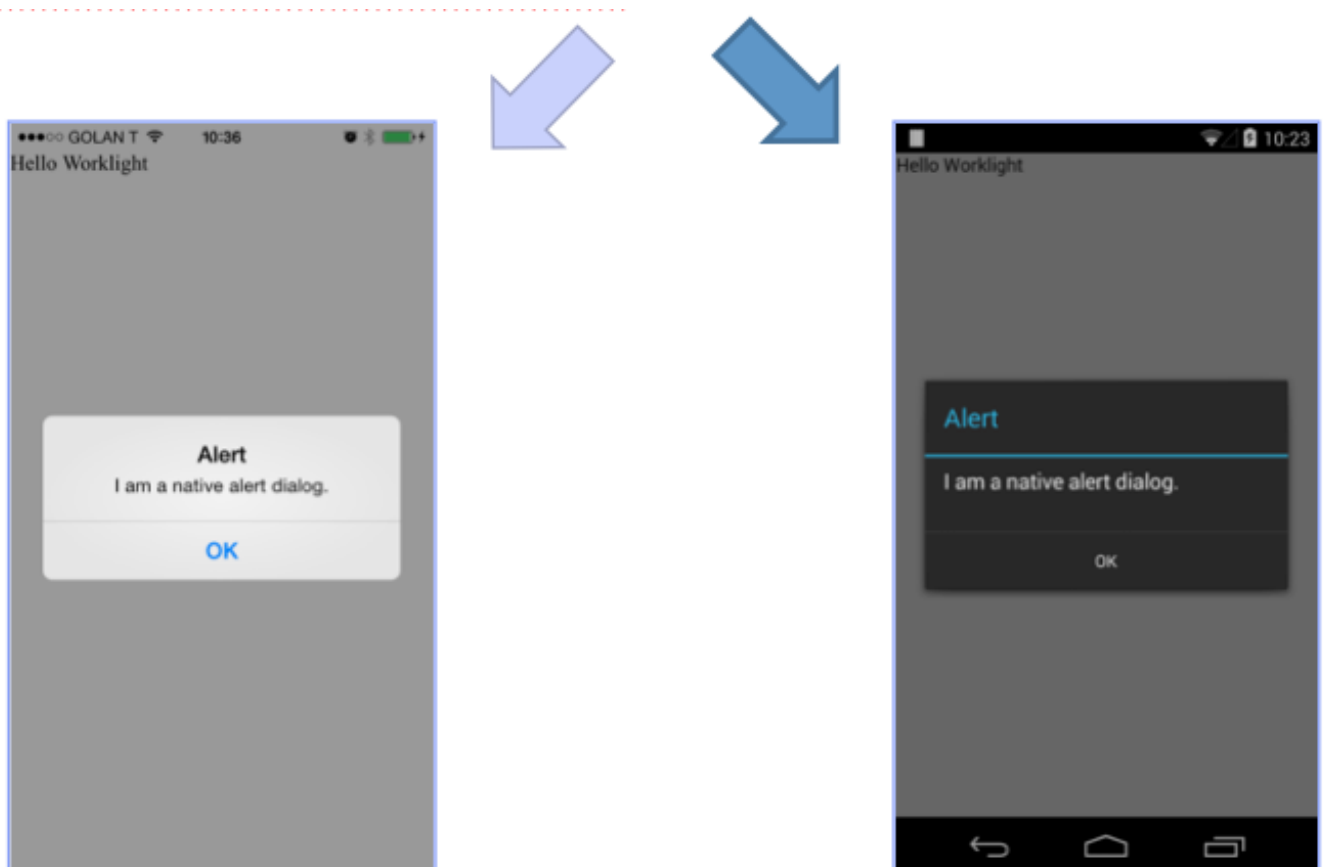 GOLAN T 10:36
Hello Worklight
Alert
I am a native alert dialog.
OK
10:23
Hello Worklight
Alert
I am a native alert dialog.
OK